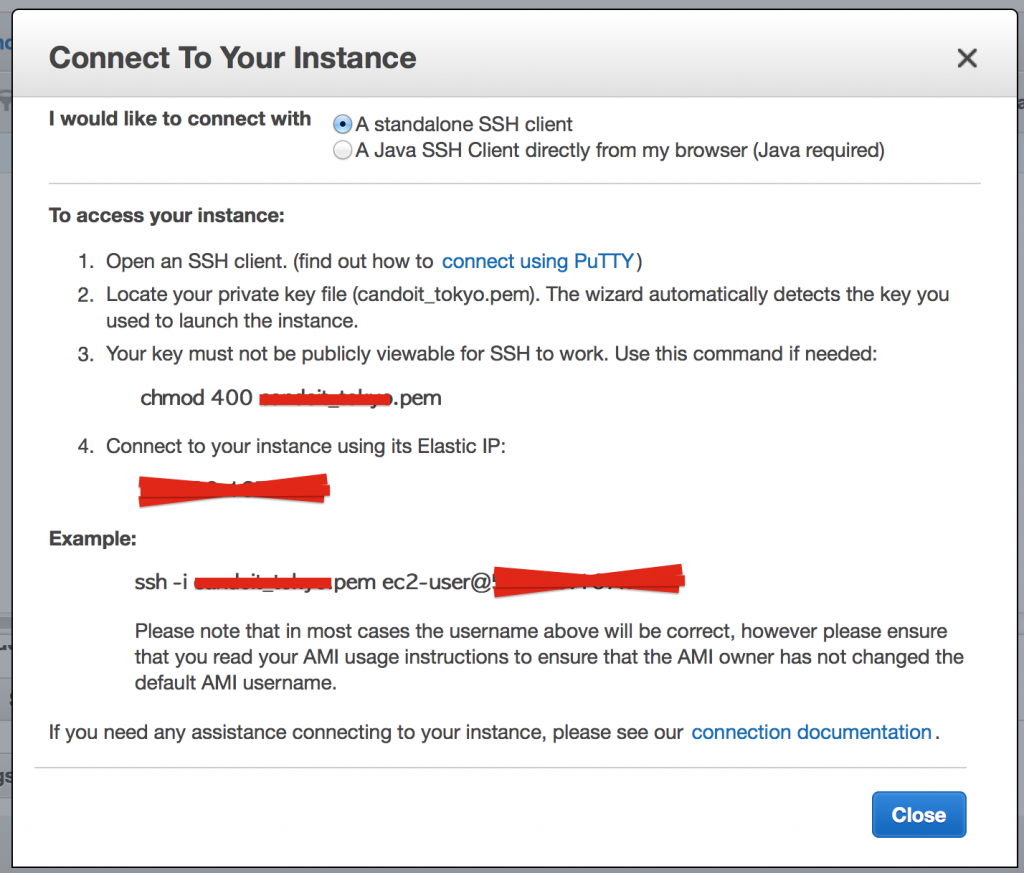 Connect To Your Instance
I would like to connect with
A standalone SSH client
A Java SSH Client directly from my browser (Java required)
To access your instance:
1. Open an SSH client. (find out how to connect using PuTTY)
2. Locate your private key file (candoit_tokyo.pem). The wizard automatically detects the key you
used to launch the instance.
3. Your key must not be publicly viewable for SSH to work. Use this command if needed:
chmod 400 .pem
4. Connect to your instance using its Elastic IP:
Example:
ssh -i .pem ec2-user@
Please note that in most cases the username above will be correct, however please ensure
that you read your AMI usage instructions to ensure that the AMI owner has not changed the
default AMI username.
If you need any assistance connecting to your instance, please see our connection documentation.
Close